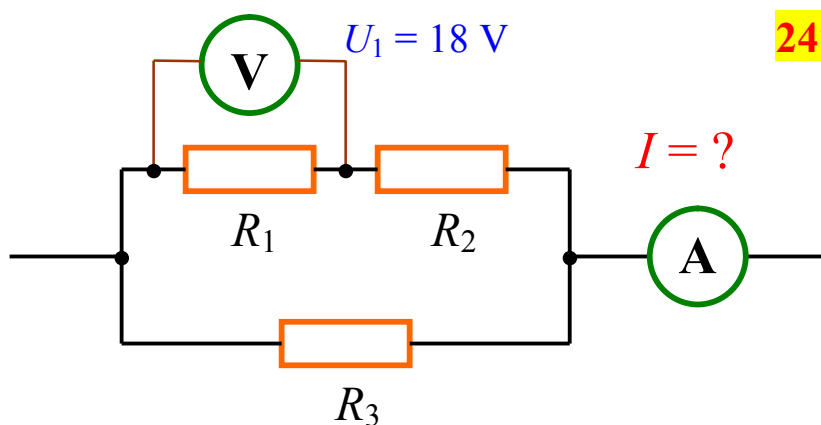 V
U₁ = 18 V
24
I = ?
R₁
R₂
A
R₃